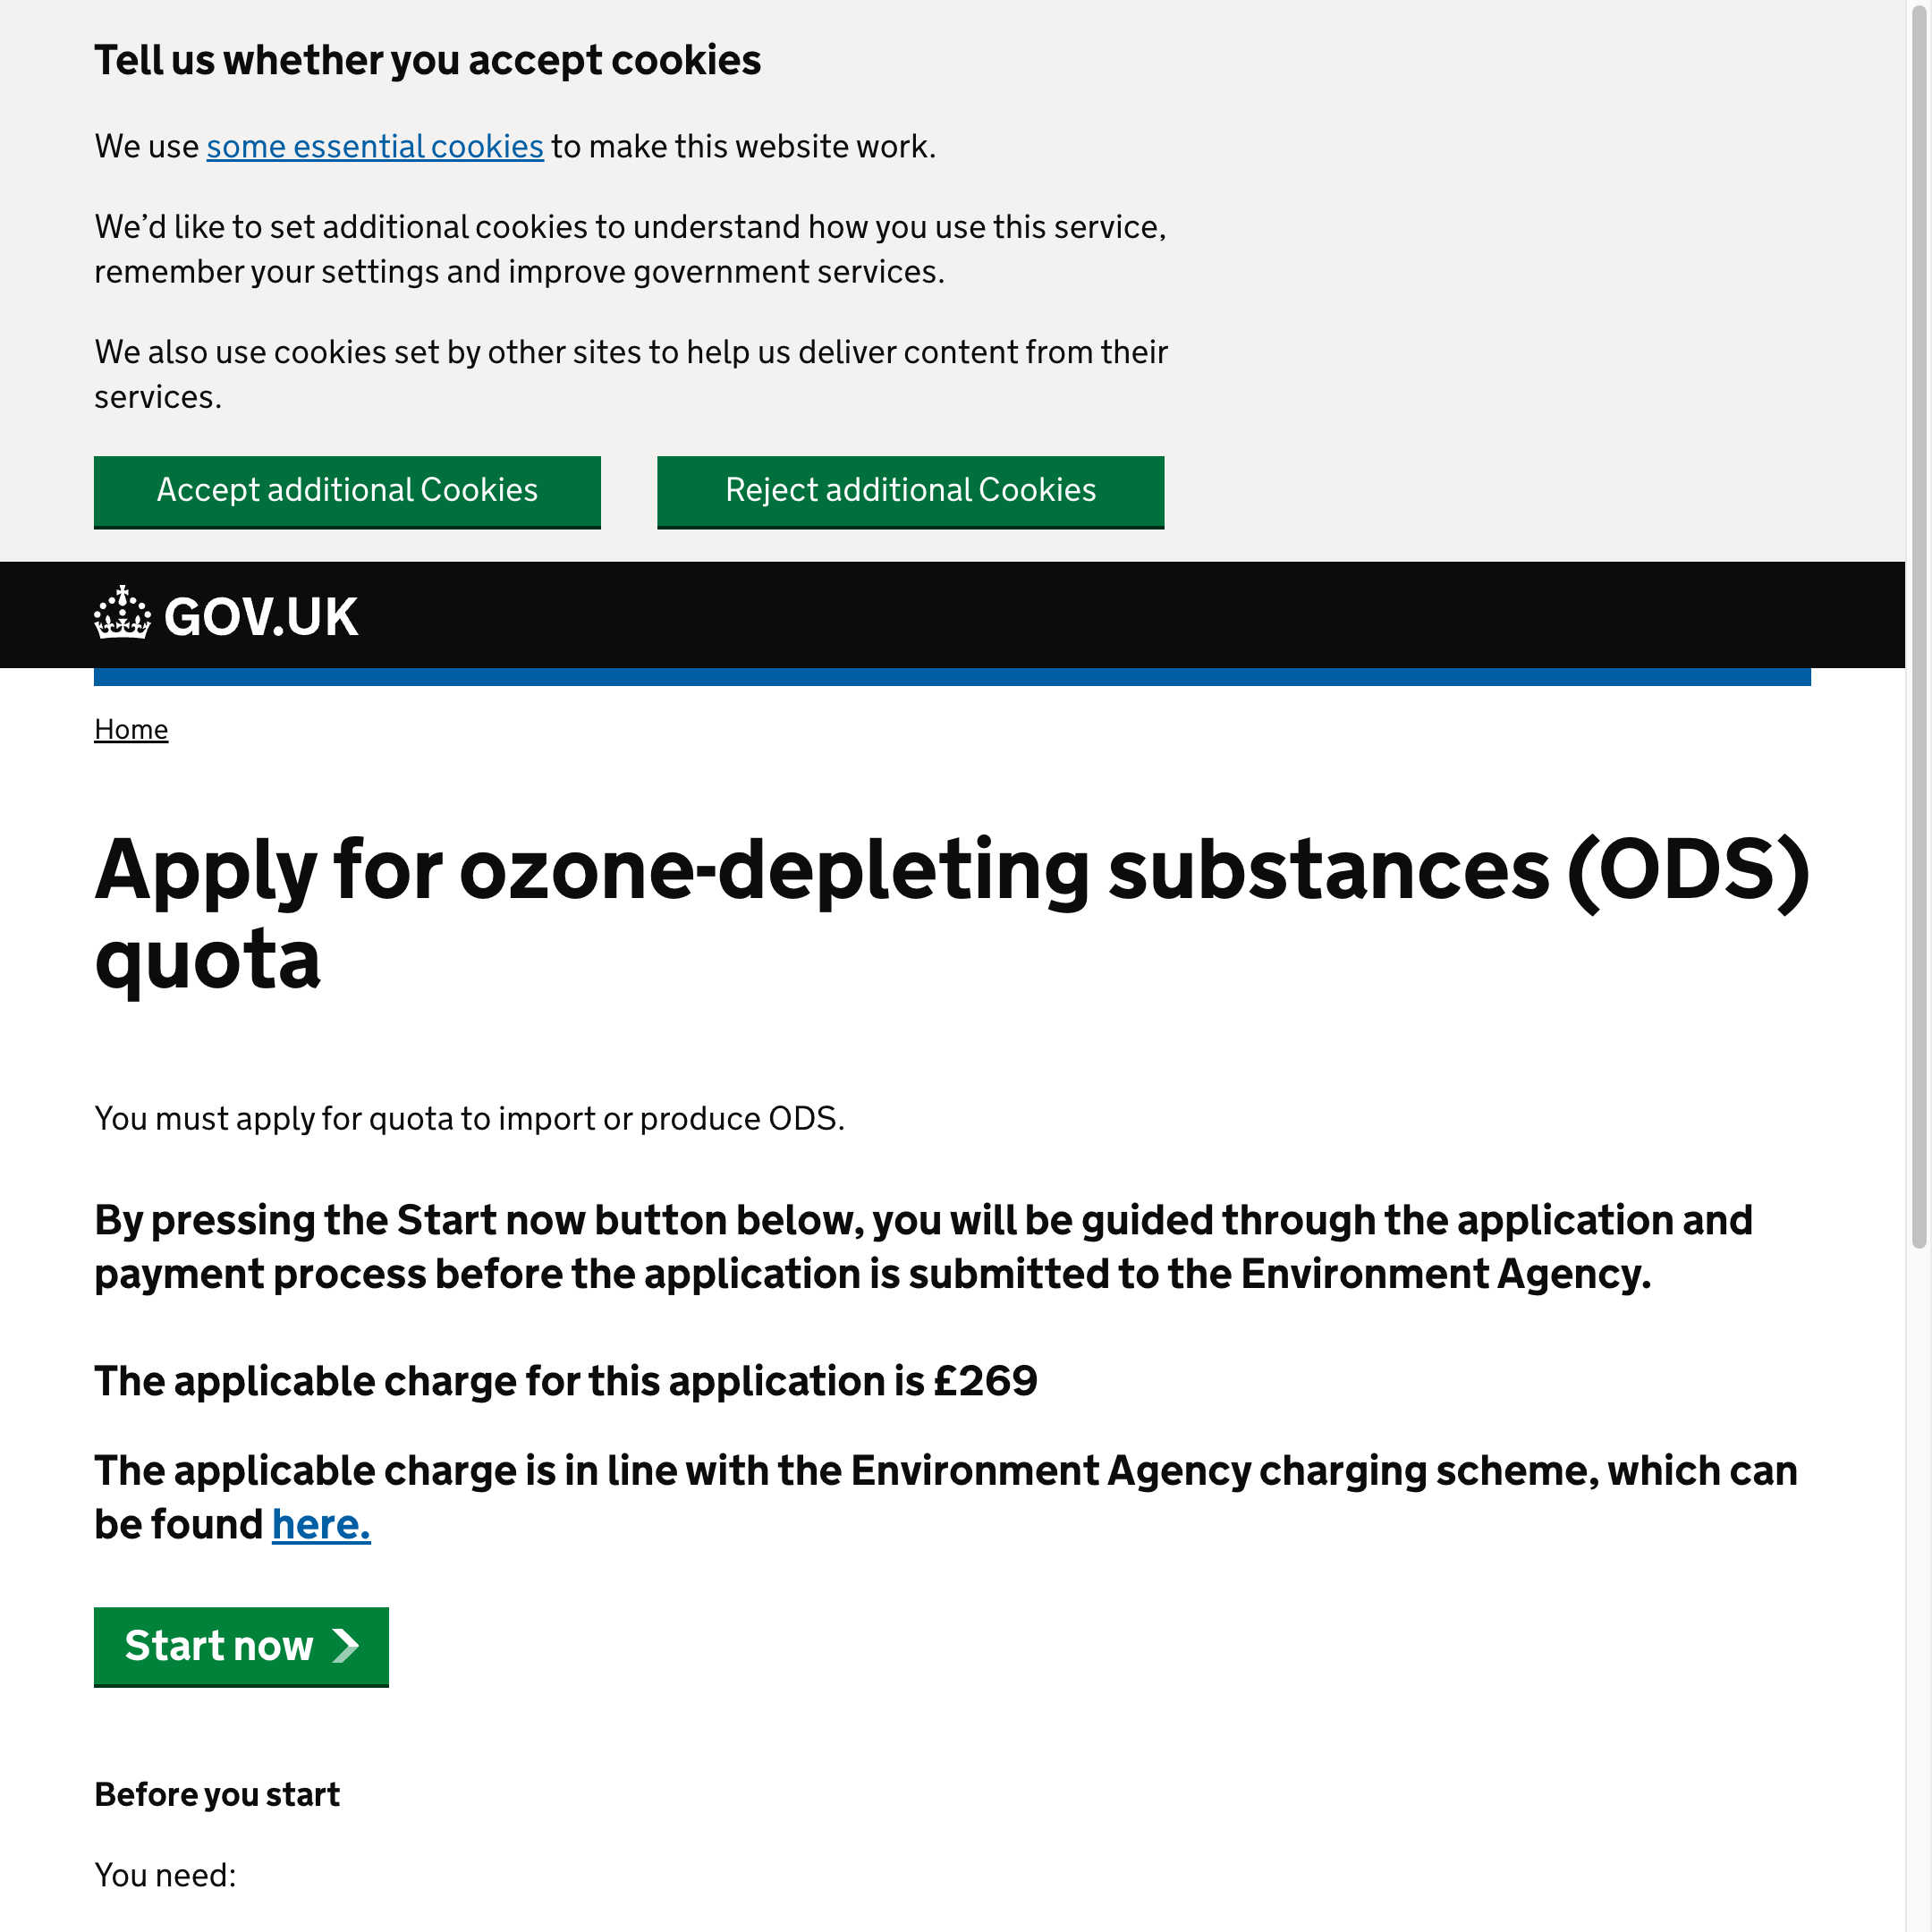 Tell us whether you accept cookies
We use some essential cookies to make this website work.
We’d like to set additional cookies to understand how you use this service,
remember your settings and improve government services.
We also use cookies set by other sites to help us deliver content from their
services.
Accept additional Cookies
Reject additional Cookies
GOV.UK
Home
Apply for ozone-depleting substances (ODS)
quota
You must apply for quota to import or produce ODS.
By pressing the Start now button below, you will be guided through the application and
payment process before the application is submitted to the Environment Agency.
The applicable charge for this application is £269
The applicable charge is in line with the Environment Agency charging scheme, which can
be found here.
Start now
Before you start
You need: